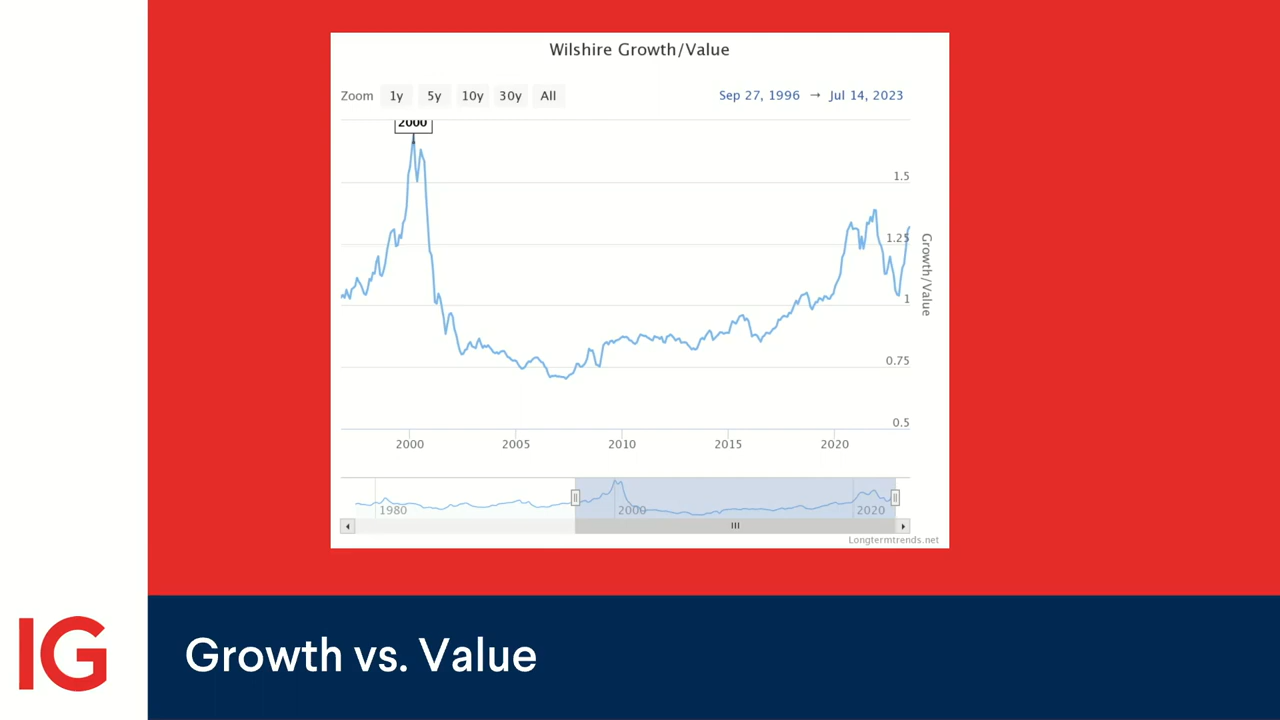 Wilshire Growth/Value
Zoom 1y 5y 10y 30y All Sep 27, 1996 → Jul 14, 2023
2000
1.5
1.25
1
0.75
0.5
Growth/Value
2000 2005 2010 2015 2020
1980 2000 2020
Longtermtrends.net
IG
Growth vs. Value